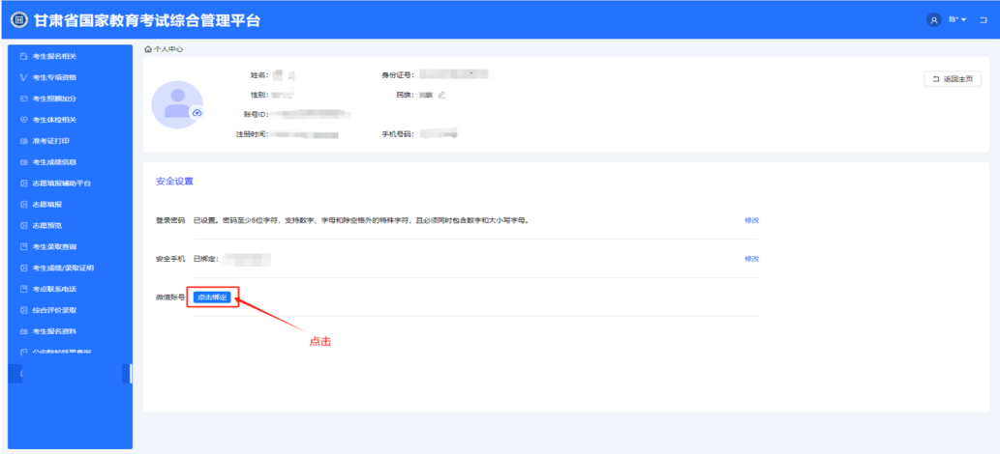 甘肃省国家教育考试综合管理平台
陈*
考生报名相关
考生专项资格
考生照顾加分
考生体检相关
准考证打印
考生成绩信息
志愿填报辅助平台
志愿填报
志愿预览
考生录取查询
考生成绩/录取证明
考点联系电话
综合评价录取
考生报名资料
个人中心
姓名：
身份证号：
性别：
民族：
账号ID：
注册时间：
手机号码：
返回主页
安全设置
登录密码 已设置。密码至少8位字符，支持数字、字母和除空格外的特殊字符，且必须同时包含数字和大小写字母。 修改
安全手机 已绑定： 修改
微信账号 点击绑定
点击